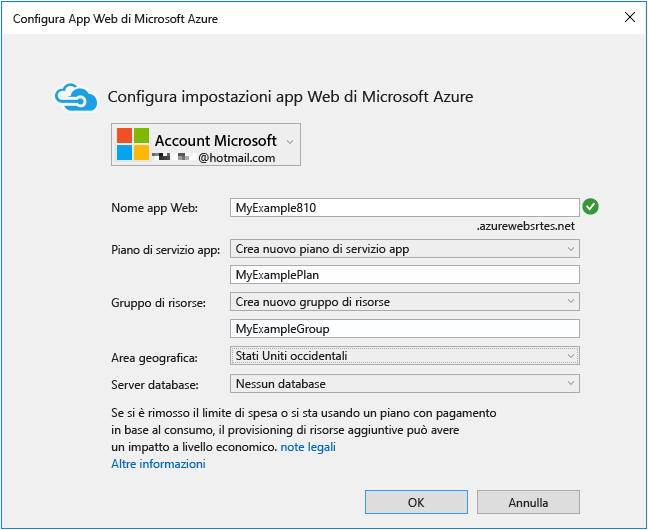 Configura App Web di Microsoft Azure
Configura impostazioni app Web di Microsoft Azure
Account Microsoft
@hotmail.com
Nome app Web:
MyExample810
.azurewebsrtes.net
Piano di servizio app:
Crea nuovo piano di servizio app
MyExamplePlan
Gruppo di risorse:
Crea nuovo gruppo di risorse
MyExampleGroup
Area geografica:
Stati Uniti occidentali
Server database:
Nessun database
Se si è rimosso il limite di spesa o si sta usando un piano con pagamento
in base al consumo, il provisioning di risorse aggiuntive può avere
un impatto a livello economico. note legali
Altre informazioni
OK
Annulla